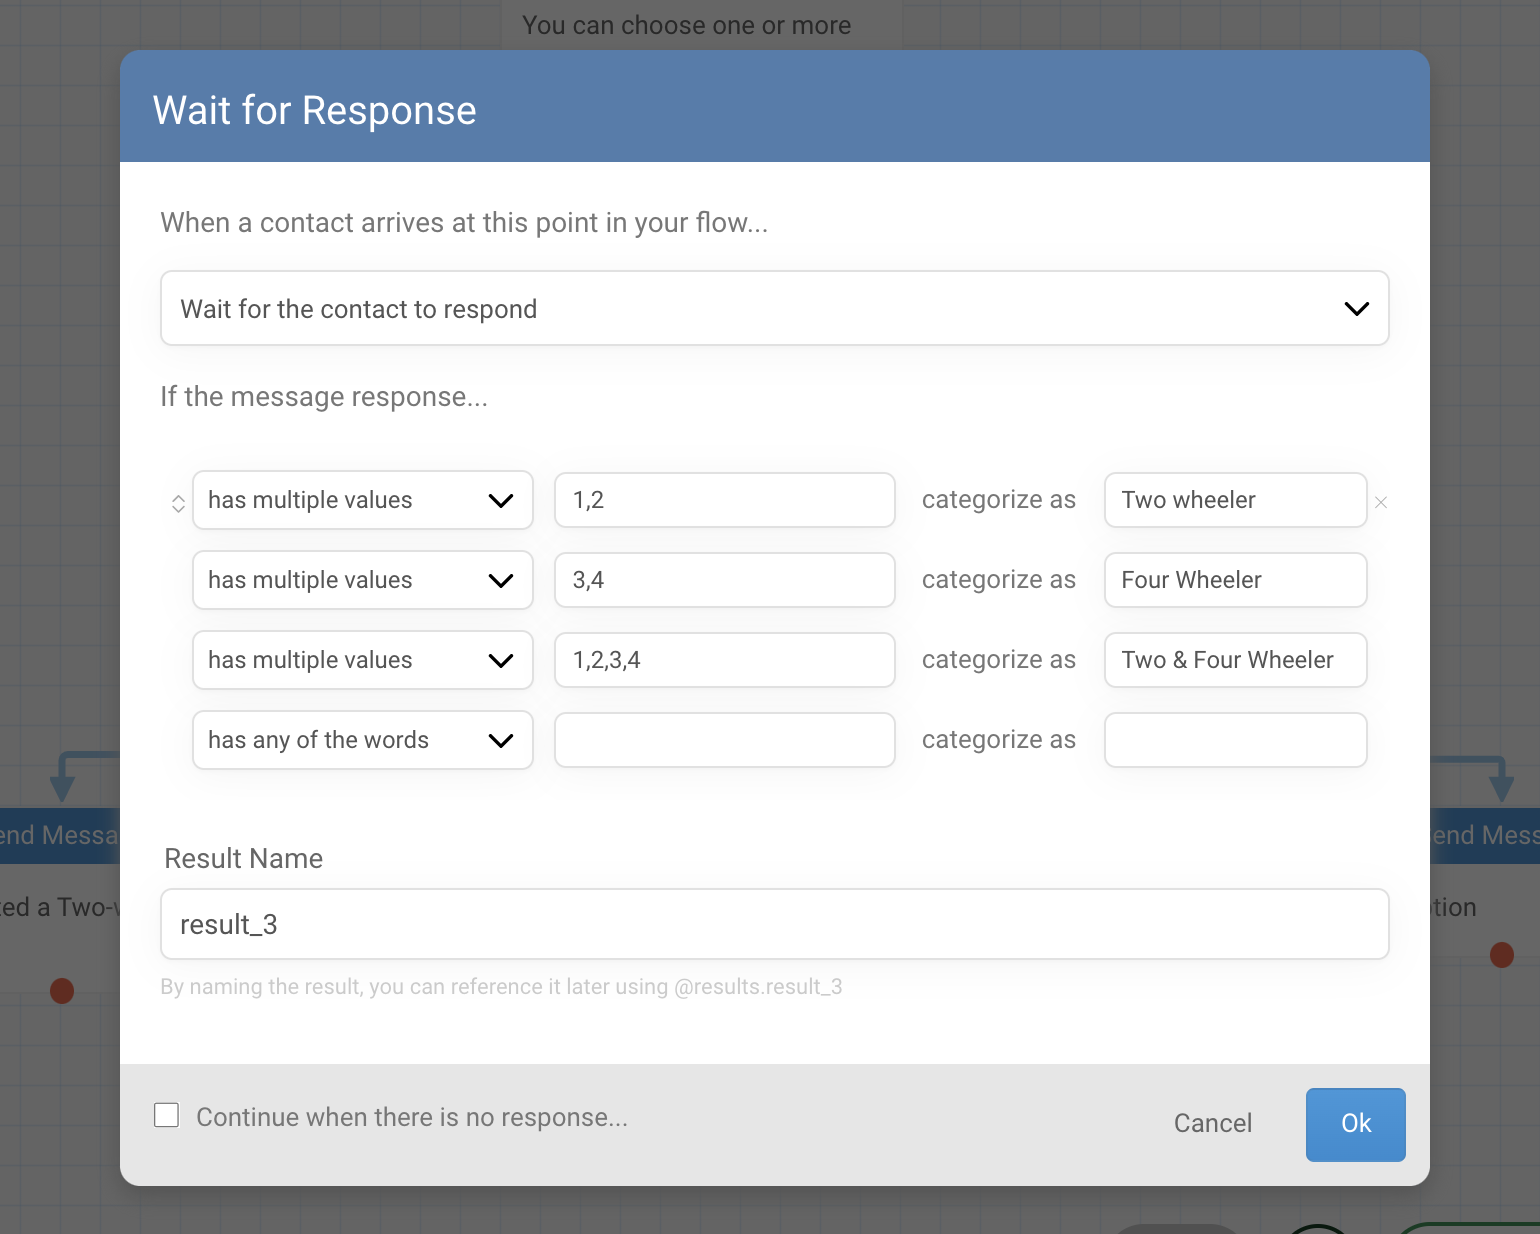 You can choose one or more
Wait for Response
When a contact arrives at this point in your flow...
Wait for the contact to respond
If the message response...
has multiple values 1,2 categorize as Two wheeler
has multiple values 3,4 categorize as Four Wheeler
has multiple values 1,2,3,4 categorize as Two & Four Wheeler
has any of the words categorize as
end Messa
end Mess
Result Name
ted a Two-w
tion
result_3
By naming the result, you can reference it later using @results.result_3
Continue when there is no response...
Cancel
Ok